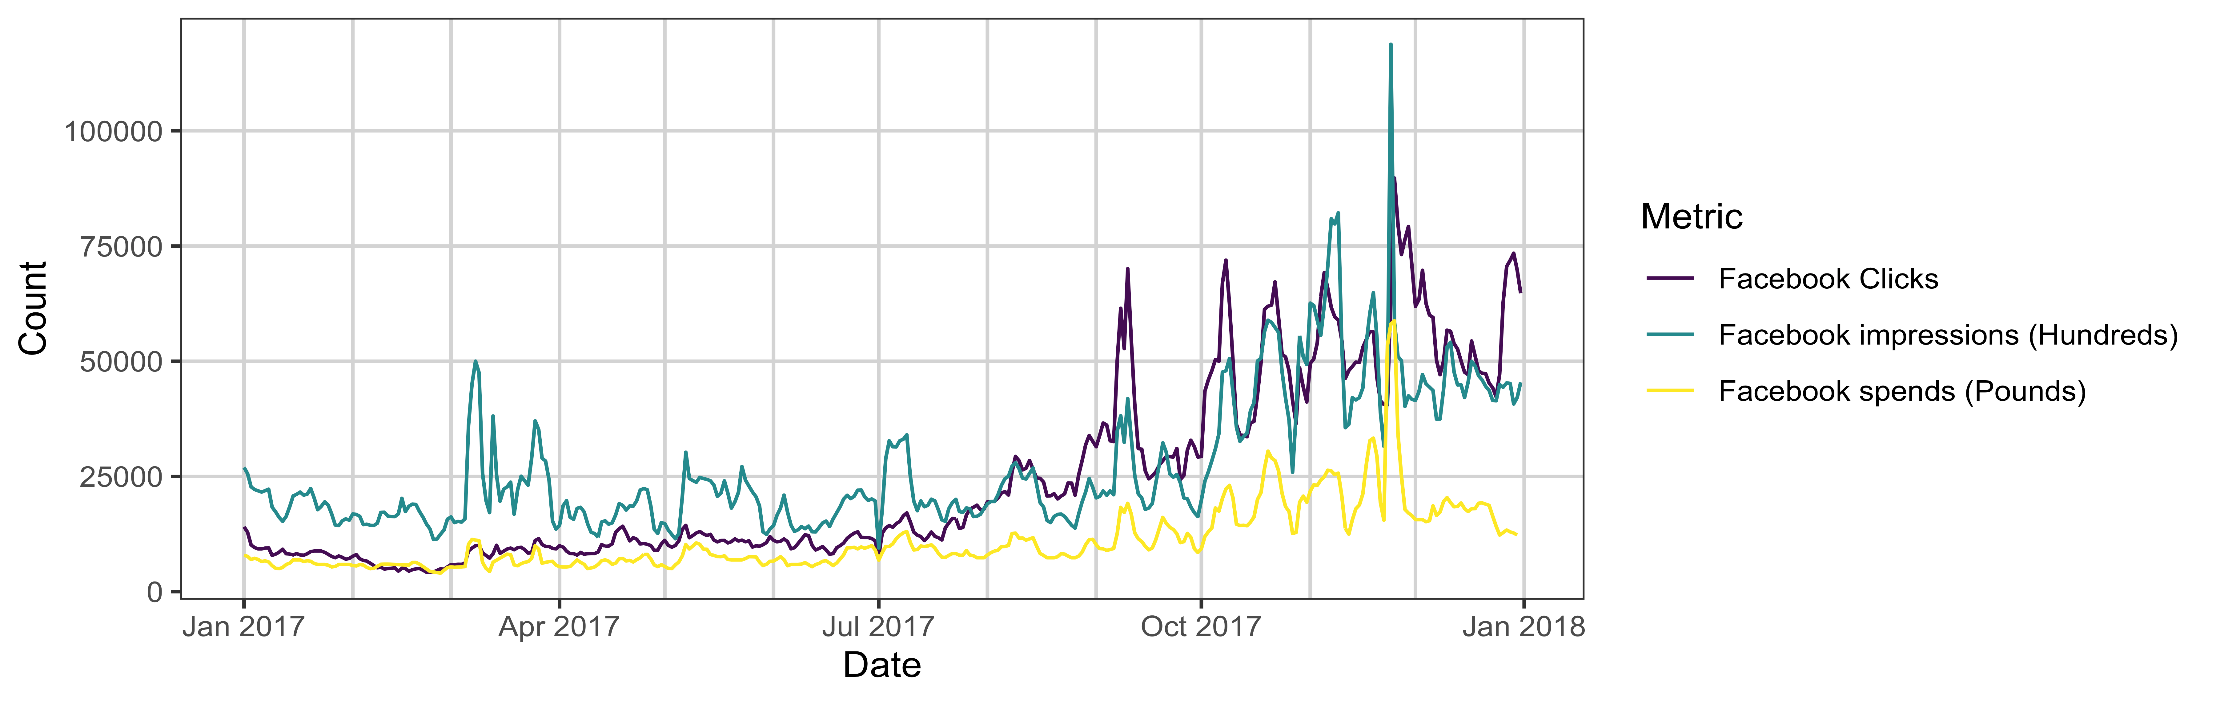 Count
100000
75000
50000
25000
0
Jan 2017
Apr 2017
Jul 2017
Oct 2017
Jan 2018
Date
Metric
Facebook Clicks
Facebook impressions (Hundreds)
Facebook spends (Pounds)